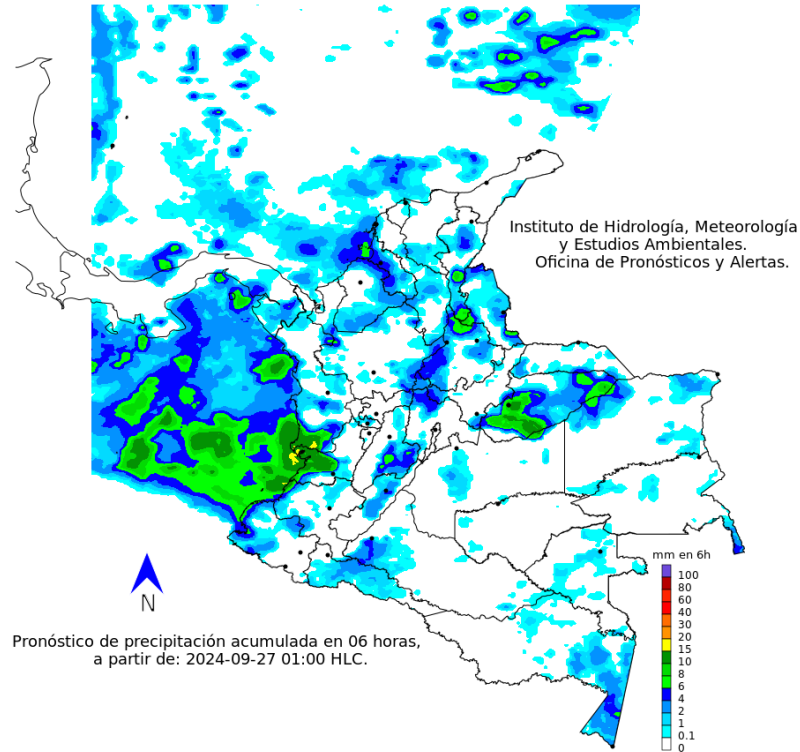 Instituto de Hidrología, Meteorología
y Estudios Ambientales.
Oficina de Pronósticos y Alertas.
mm en 6h
100
80
60
40
30
20
15
10
8
6
4
2
1
0.1
0
N
Pronóstico de precipitación acumulada en 06 horas,
a partir de: 2024-09-27 01:00 HLC.